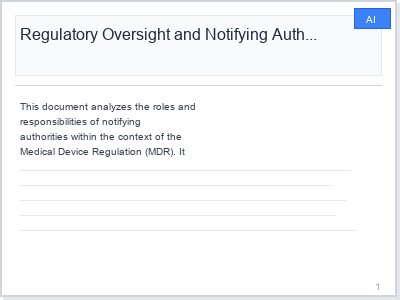 AI
Regulatory Oversight and Notifying Auth...
This document analyzes the roles and
responsibilities of notifying
authorities within the context of the
Medical Device Regulation (MDR). It
1